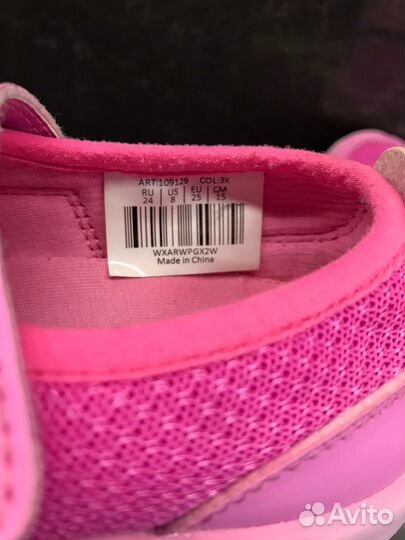 ART:109129 COL:3K
RU US EU CM
24 8 25 15
WXARWPGX2W
Made in China
Avito